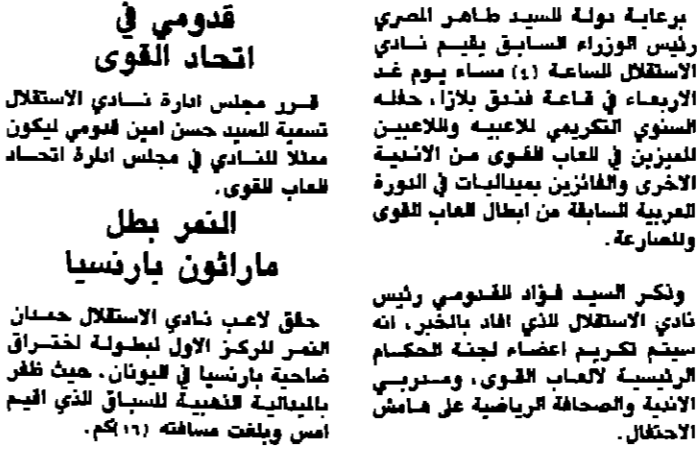 برعاية دولة السيد طاهر المصري
رئيس الوزراء السابق يقيم نادي
الاستقلال الساعة (٤) مساء يوم غد
الاربعاء في قاعة فندق بلازا، حفله
السنوي التكريمي للاعبيه واللاعبين
المميزين في العاب القوى من الاندية
الاخرى والفائزين بميداليات في الدورة
العربية السابقة من ابطال العاب القوى
والمصارعة.
وذكر السيد فؤاد القدومي رئيس
نادي الاستقلال الذي افاد بالخبر، انه
سيتم تكريم اعضاء لجنة الحكام
الرئيسية لالعاب القوى، ومدربي
الاندية والصحافة الرياضية على هامش
الاحتفال.
قدومي في
اتحاد القوى
قرر مجلس ادارة نادي الاستقلال
تسمية السيد حسن امين قدومي ليكون
ممثلا للنادي في مجلس ادارة اتحاد
العاب القوى.
النمر بطل
ماراثون بارنسيا
حقق لاعب نادي الاستقلال حمدان
النمر المركز الاول لبطولة اختراق
ضاحية بارنسيا في اليونان، حيث ظفر
بالميدالية الذهبية للسباق الذي اقيم
امس وبلغت مسافته (١٦)كم.